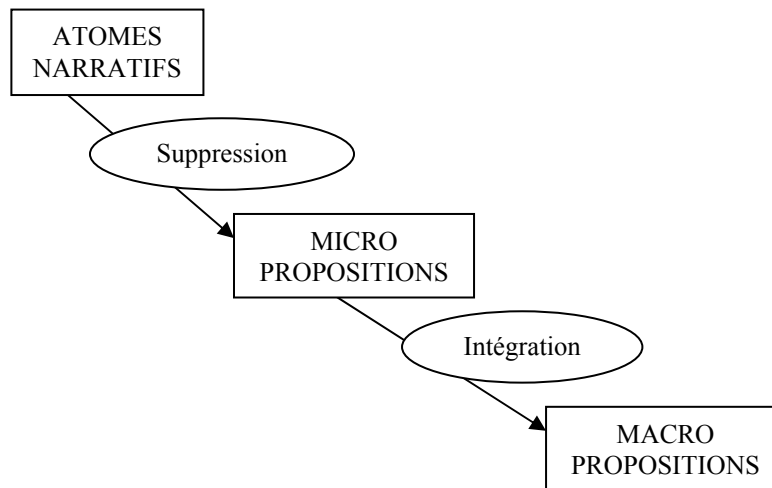 ATOMES
NARRATIFS
Suppression
MICRO
PROPOSITIONS
Intégration
MACRO
PROPOSITIONS